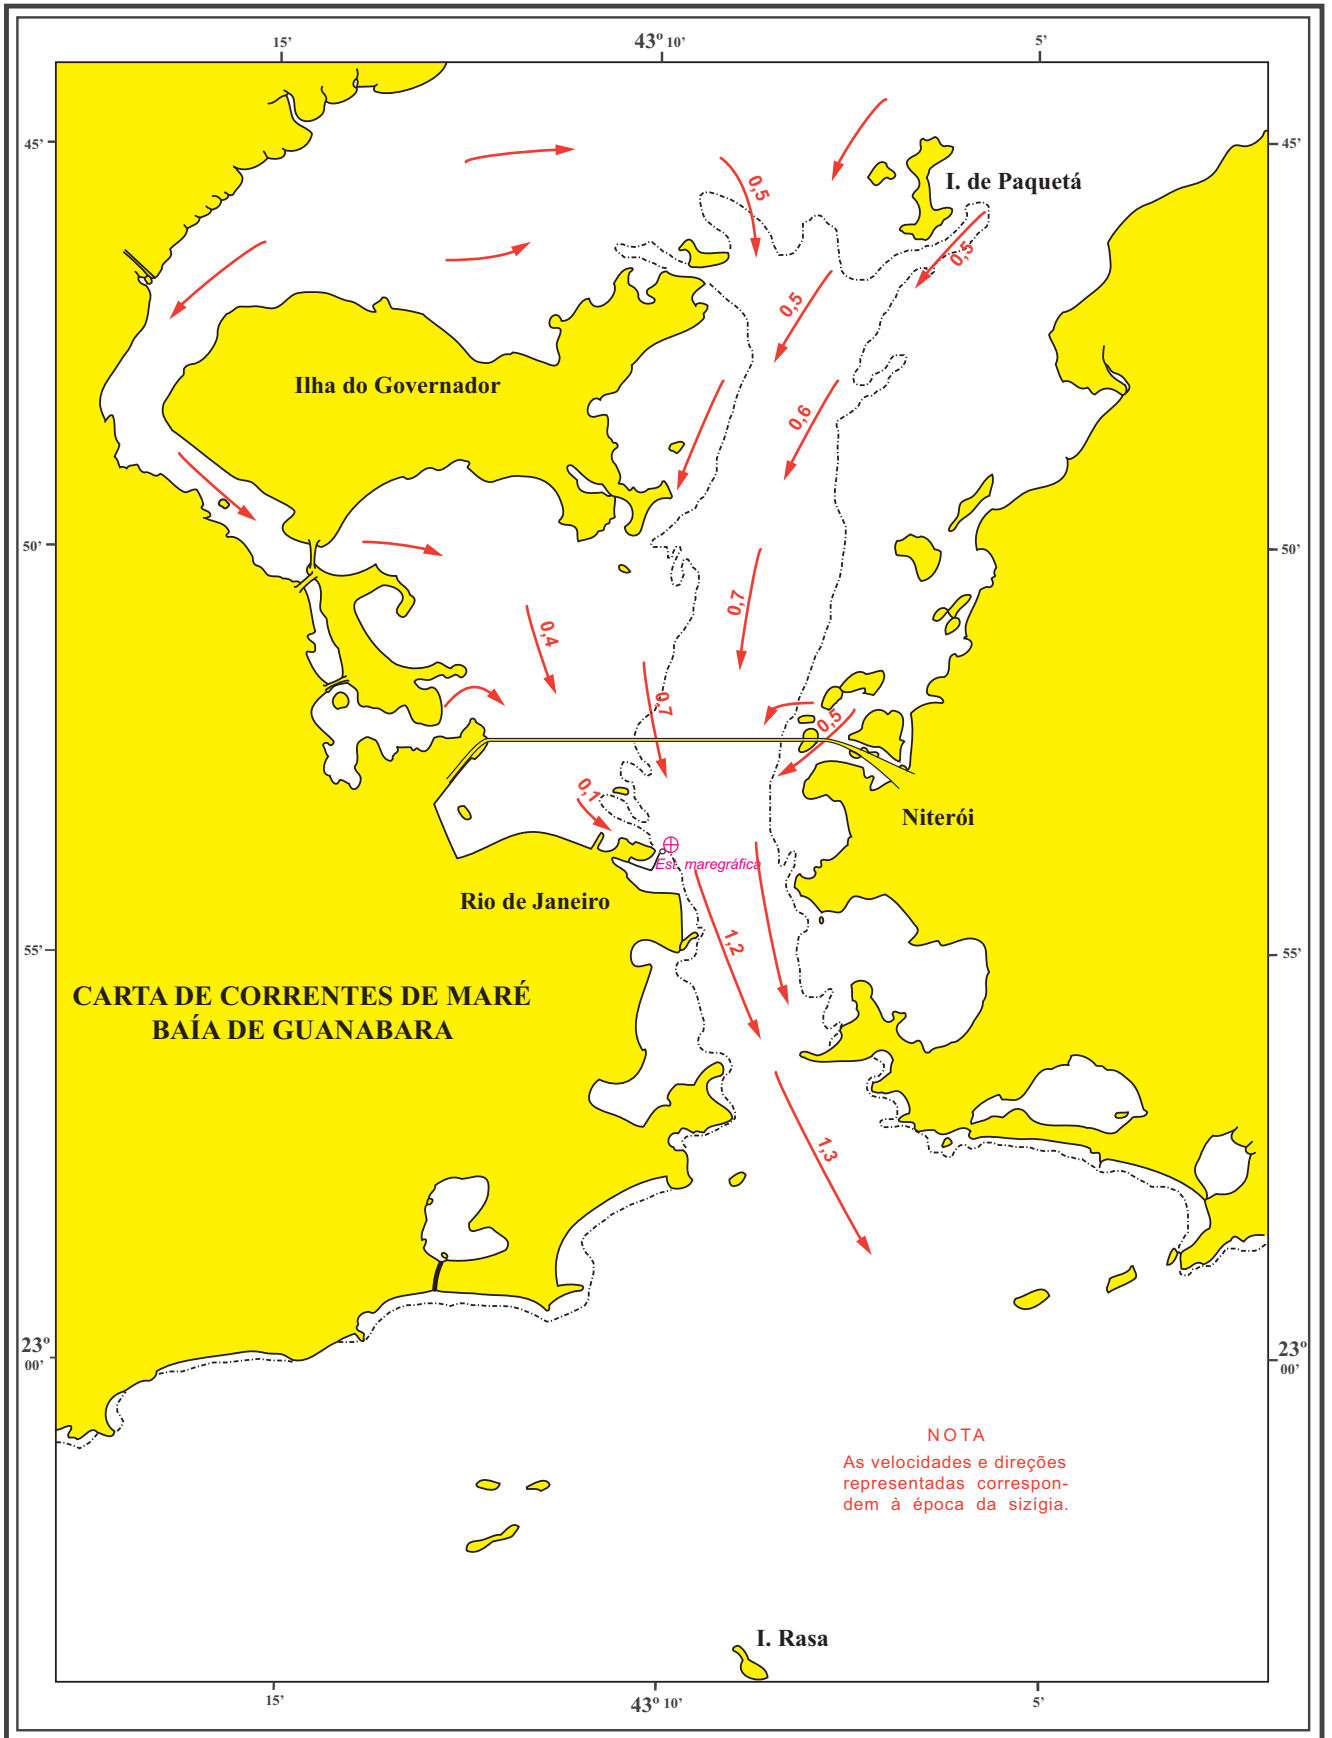 15'
43º 10'
5'
45'
45'
I. de Paquetá
0,5
0,5
0,5
Ilha do Governador
0,6
50'
50'
0,7
0,4
0,7
0,5
0,1
Niterói
Est. maregráfica
Rio de Janeiro
1,2
55'
55'
CARTA DE CORRENTES DE MARÉ
BAÍA DE GUANABARA
1,3
23º
00'
23º
00'
NOTA
As velocidades e direções
representadas correspon-
dem à época da sizígia.
I. Rasa
15'
43º 10'
5'